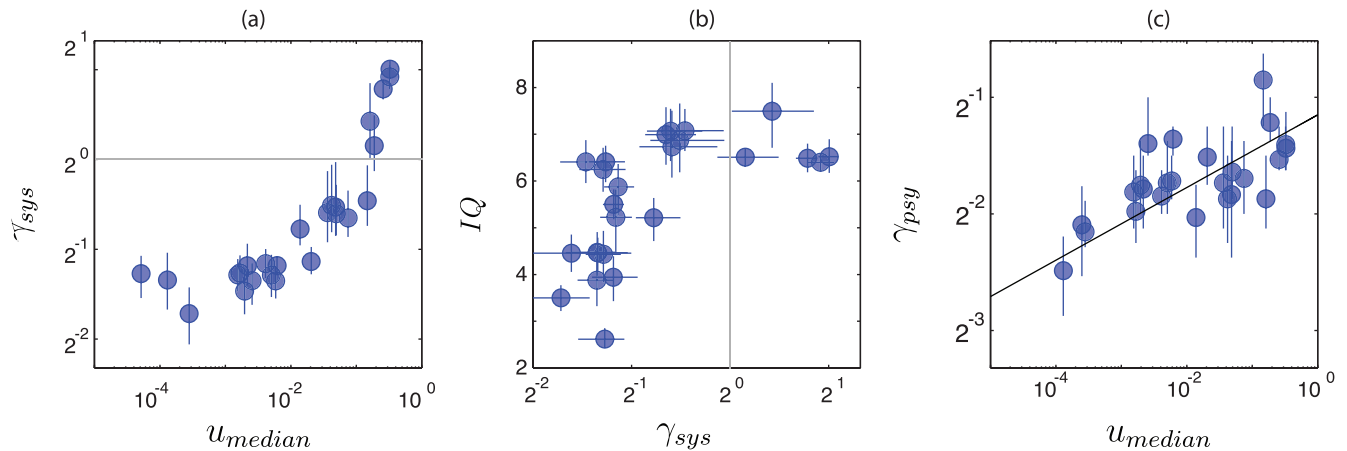 (a)
2^1
2^0
2^-1
2^-2
γ_sys
10^-4
10^-2
10^0
u_median
(b)
8
6
4
2
IQ
2^-2
2^-1
2^0
2^1
γ_sys
(c)
2^-1
2^-2
2^-3
γ_psy
10^-4
10^-2
10^0
u_median